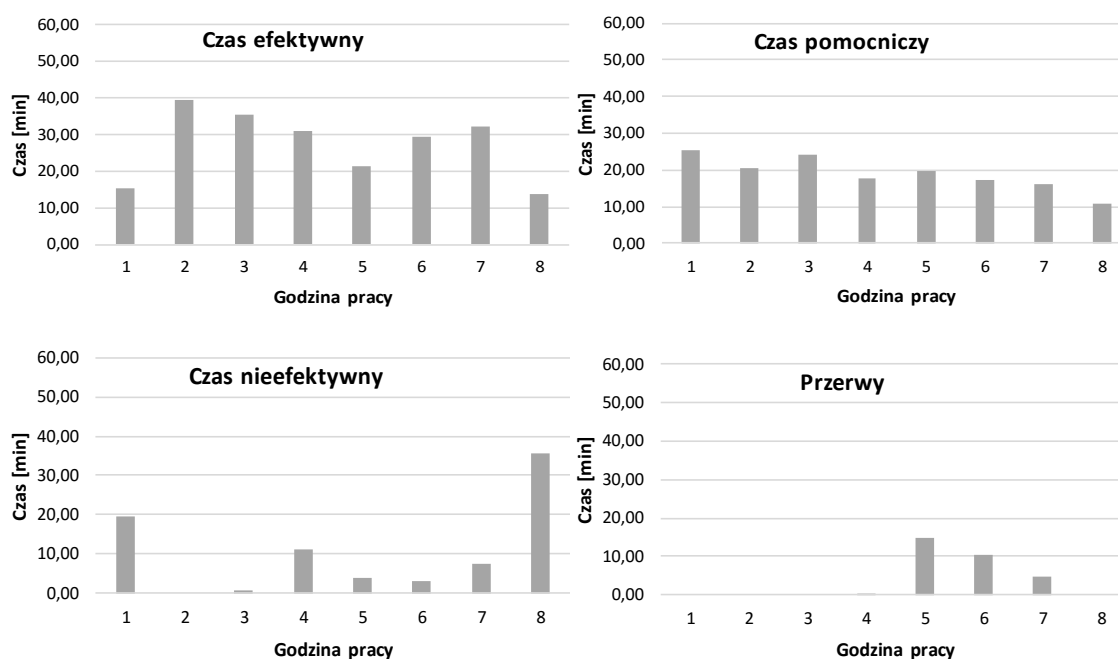 Czas efektywny
Czas [min]
60,00
50,00
40,00
30,00
20,00
10,00
0,00
1 2 3 4 5 6 7 8
Godzina pracy
Czas pomocniczy
Czas [min]
60,00
50,00
40,00
30,00
20,00
10,00
0,00
1 2 3 4 5 6 7 8
Godzina pracy
Czas nieefektywny
Czas [min]
60,00
50,00
40,00
30,00
20,00
10,00
0,00
1 2 3 4 5 6 7 8
Godzina pracy
Przerwy
Czas [min]
60,00
50,00
40,00
30,00
20,00
10,00
0,00
1 2 3 4 5 6 7 8
Godzina pracy